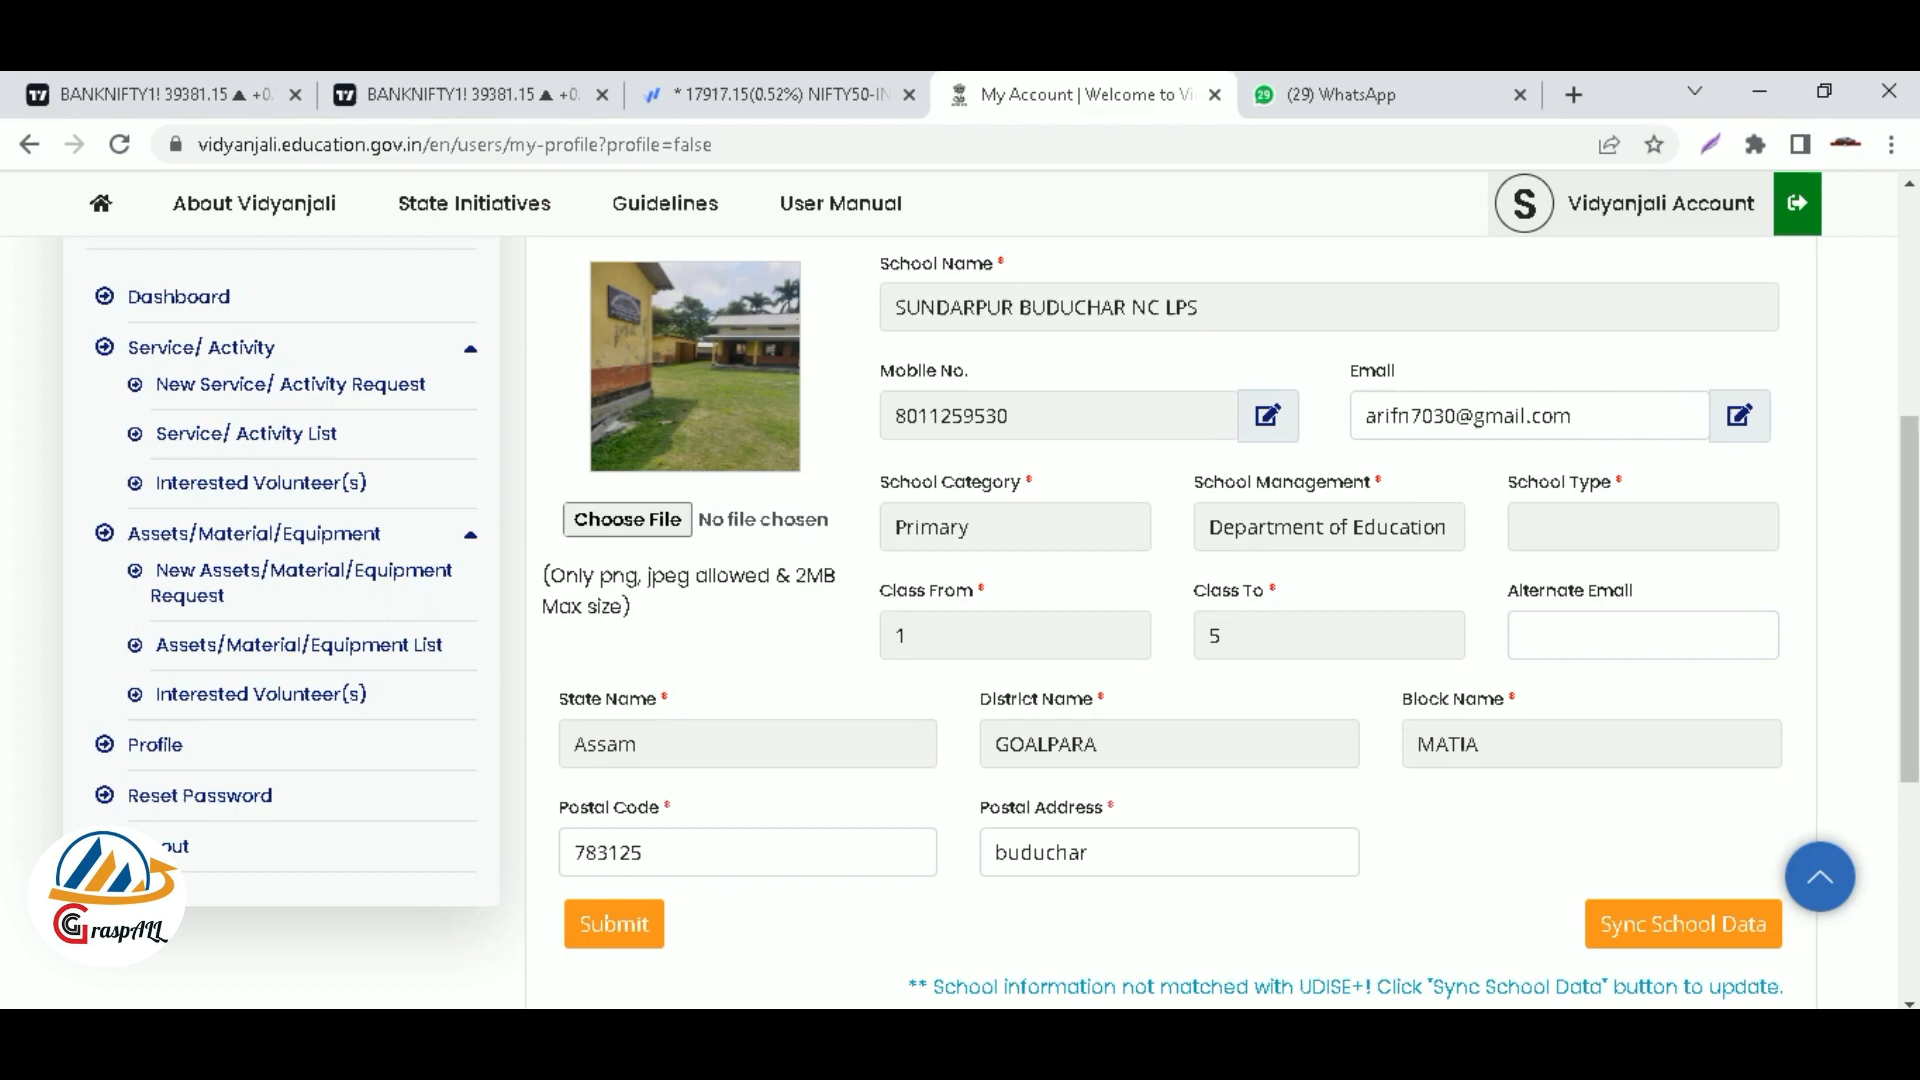 BANKNIFTY1! 39381.15 ▲ +0.
BANKNIFTY1! 39381.15 ▲ +0.
* 17917.15(0.52%) NIFTY50-IN
My Account | Welcome to Vi
29
(29) WhatsApp
vidyanjali.education.gov.in/en/users/my-profile?profile=false
About Vidyanjali
State Initiatives
Guidelines
User Manual
S
Vidyanjali Account
Dashboard
Service/ Activity
New Service/ Activity Request
Service/ Activity List
Interested Volunteer(s)
Assets/Material/Equipment
New Assets/Material/Equipment
Request
Assets/Material/Equipment List
Interested Volunteer(s)
Profile
Reset Password
out
GraspALL
Choose File No file chosen
(Only png, jpeg allowed & 2MB
Max size)
School Name *
SUNDARPUR BUDUCHAR NC LPS
Mobile No.
Email
8011259530
arifn7030@gmail.com
School Category *
School Management *
School Type *
Primary
Department of Education
Class From *
Class To *
Alternate Email
1
5
State Name *
District Name *
Block Name *
Assam
GOALPARA
MATIA
Postal Code *
Postal Address *
783125
buduchar
Submit
Sync School Data
** School information not matched with UDISE+! Click "Sync School Data" button to update.